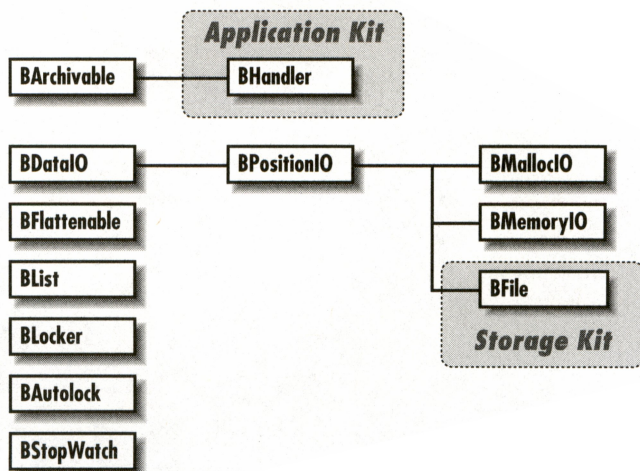 Application Kit
BArchivable
BHandler
BDataIO
BPositionIO
BMallocIO
BFlattenable
BMemoryIO
BList
BFile
BLocker
Storage Kit
BAutolock
BStopWatch